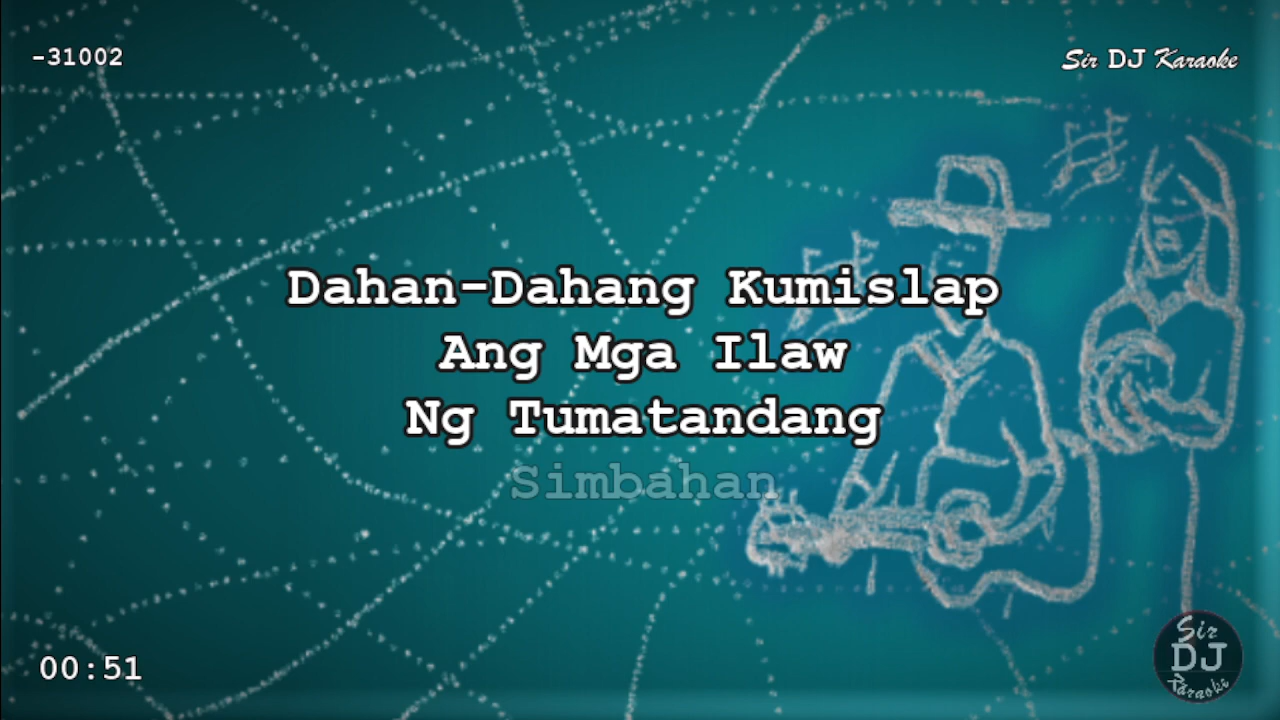 -31002
Sir DJ Karaoke
Dahan-Dahang Kumislap
Ang Mga Ilaw
Ng Tumatandang
Simbahan
00:51
Sir
DJ
Karaoke